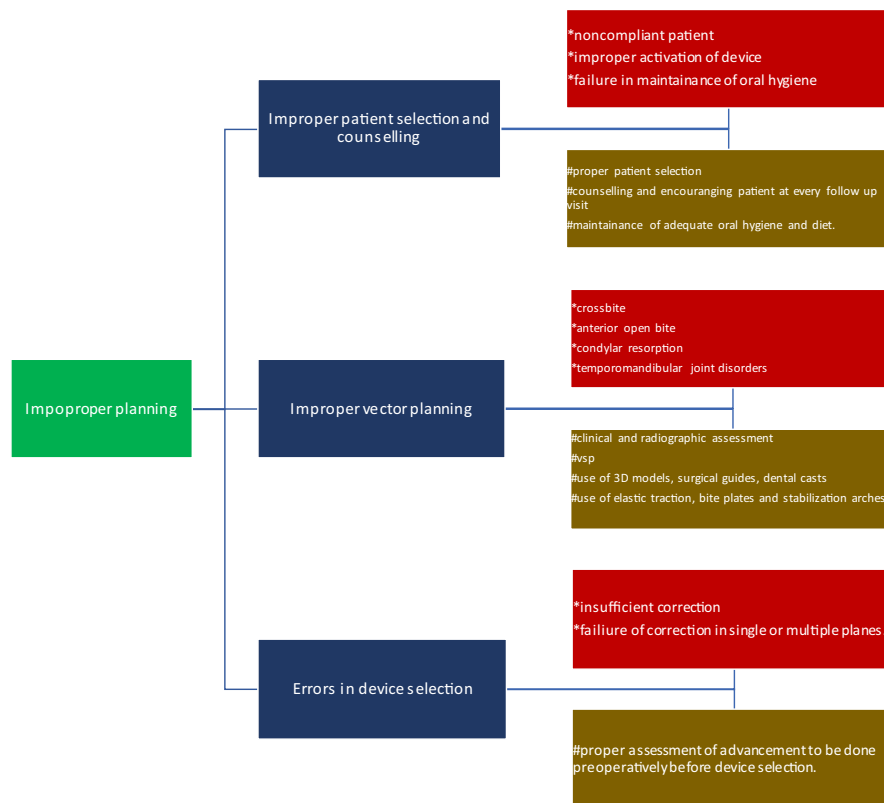 *noncompliant patient
*improper activation of device
*failure in maintainance of oral hygiene
Improper patient selection and
counselling
#proper patient selection
#counselling and encouranging patient at every follow up
visit
#maintainance of adequate oral hygiene and diet.
*crossbite
*anterior open bite
*condylar resorption
*temporomandibular joint disorders
Impoproper planning
Improper vector planning
#clinical and radiographic assessment
#vsp
#use of 3D models, surgical guides, dental casts
#use of elastic traction, bite plates and stabilization arches
*insufficient correction
*failiure of correction in single or multiple planes.
Errors in device selection
#proper assessment of advancement to be done
preoperatively before device selection.